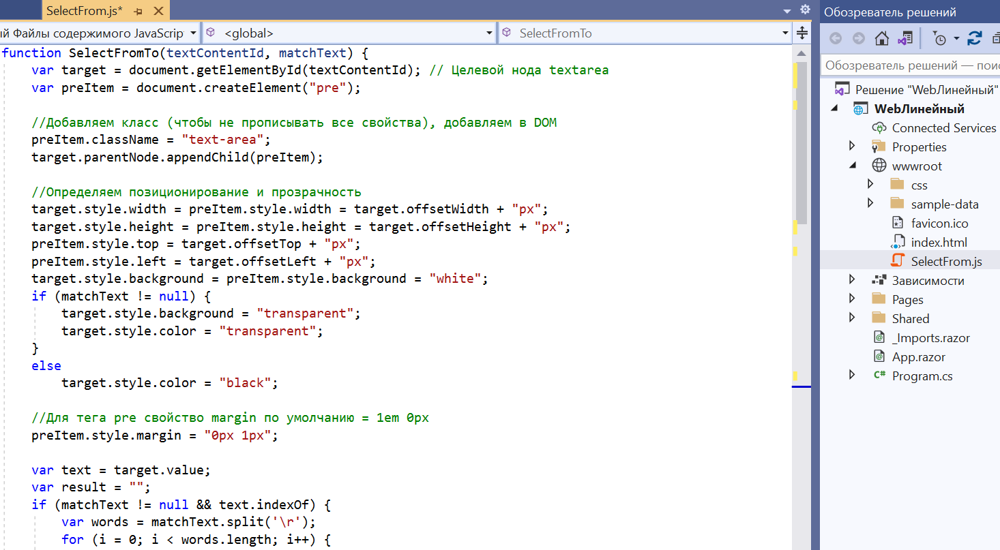 SelectFrom.js*
ый Файлы содержимого JavaScrip
<global>
SelectFromTo
function SelectFromTo(textContentId, matchText) {
var target = document.getElementById(textContentId); // Целевой нода textarea
var preItem = document.createElement("pre");
//Добавляем класс (чтобы не прописывать все свойства), добавляем в DOM
preItem.className = "text-area";
target.parentNode.appendChild(preItem);
//Определяем позиционирование и прозрачность
target.style.width = preItem.style.width = target.offsetWidth + "px";
target.style.height = preItem.style.height = target.offsetHeight + "px";
preItem.style.top = target.offsetTop + "px";
preItem.style.left = target.offsetLeft + "px";
target.style.background = preItem.style.background = "white";
if (matchText != null) {
target.style.background = "transparent";
target.style.color = "transparent";
}
else
target.style.color = "black";
//Для тега pre свойство margin по умолчанию = 1em 0px
preItem.style.margin = "0px 1px";
var text = target.value;
var result = "";
if (matchText != null && text.indexOf) {
var words = matchText.split('\r');
for (i = 0; i < words.length; i++) {
Обозреватель решений
Обозреватель решений — поис
Решение "WebЛинейный"
WebЛинейный
Connected Services
Properties
wwwroot
css
sample-data
favicon.ico
index.html
SelectFrom.js
Зависимости
Pages
Shared
_Imports.razor
App.razor
C# Program.cs